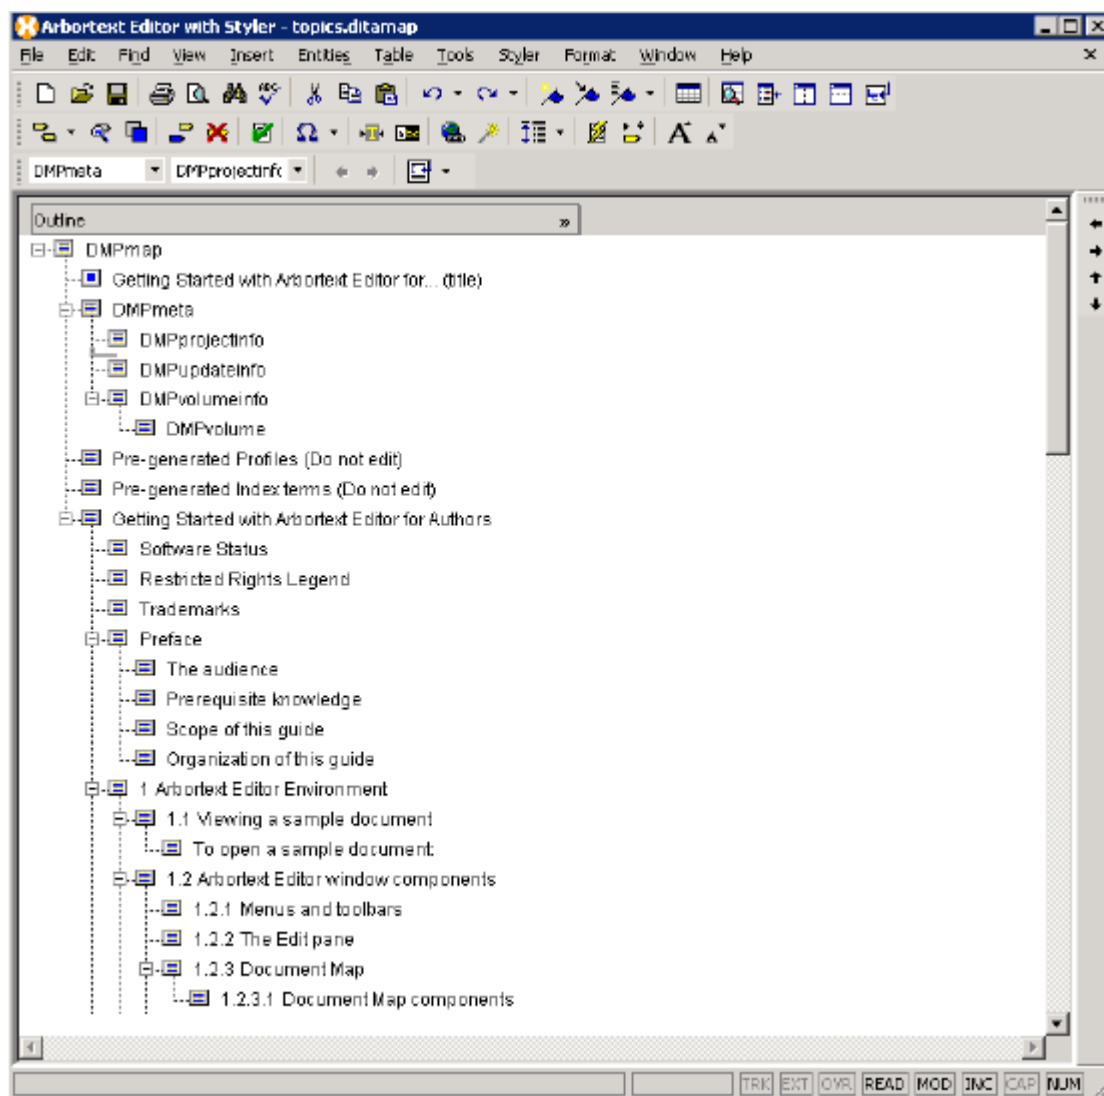 Arbortext Editor with Styler - topics.ditamap
File Edit Find View Insert Entities Table Tools Styler Format Window Help
DMPmeta DMPprojectinfc
Outline »
DMPmap
Getting Started with Arbortext Editor for... (title)
DMPmeta
DMPprojectinfo
DMPupdateinfo
DMPvolumeinfo
DMPvolume
Pre-generated Profiles (Do not edit)
Pre-generated Index terms (Do not edit)
Getting Started with Arbortext Editor for Authors
Software Status
Restricted Rights Legend
Trademarks
Preface
The audience
Prerequisite knowledge
Scope of this guide
Organization of this guide
1 Arbortext Editor Environment
1.1 Viewing a sample document
To open a sample document:
1.2 Arbortext Editor window components
1.2.1 Menus and toolbars
1.2.2 The Edit pane
1.2.3 Document Map
1.2.3.1 Document Map components
TRK EXT OVR READ MOD INC CAP NUM